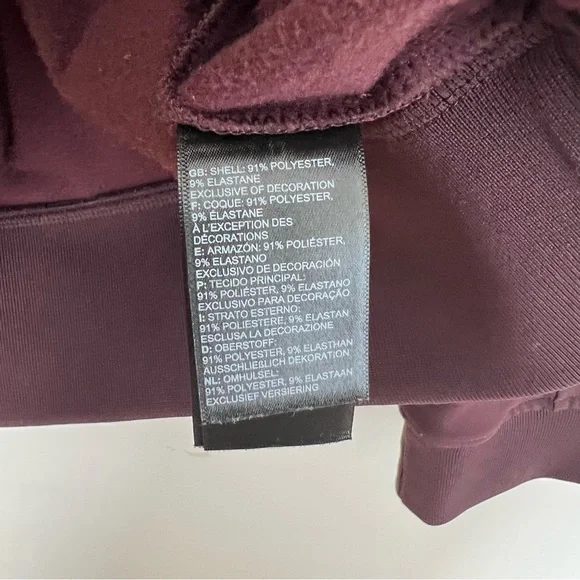 GB: SHELL: 91% POLYESTER,
9% ELASTANE
EXCLUSIVE OF DECORATION
F: COQUE: 91% POLYESTER,
9% ÉLASTANE
À L'EXCEPTION DES
DÉCORATIONS
E: ARMAZÓN: 91% POLIÉSTER,
9% ELASTANO
EXCLUSIVO DE DECORACIÓN
P: TECIDO PRINCIPAL:
91% POLIÉSTER, 9% ELASTANO
EXCLUSIVO PARA DECORAÇÃO
I: STRATO ESTERNO:
91% POLIESTERE, 9% ELASTAN
ESCLUSA LA DECORAZIONE
D: OBERSTOFF:
91% POLYESTER, 9% ELASTHAN
AUSSCHLIEßLICH DEKORATION
NL: OMHULSEL:
91% POLYESTER, 9% ELASTAAN
EXCLUSIEF VERSIERING